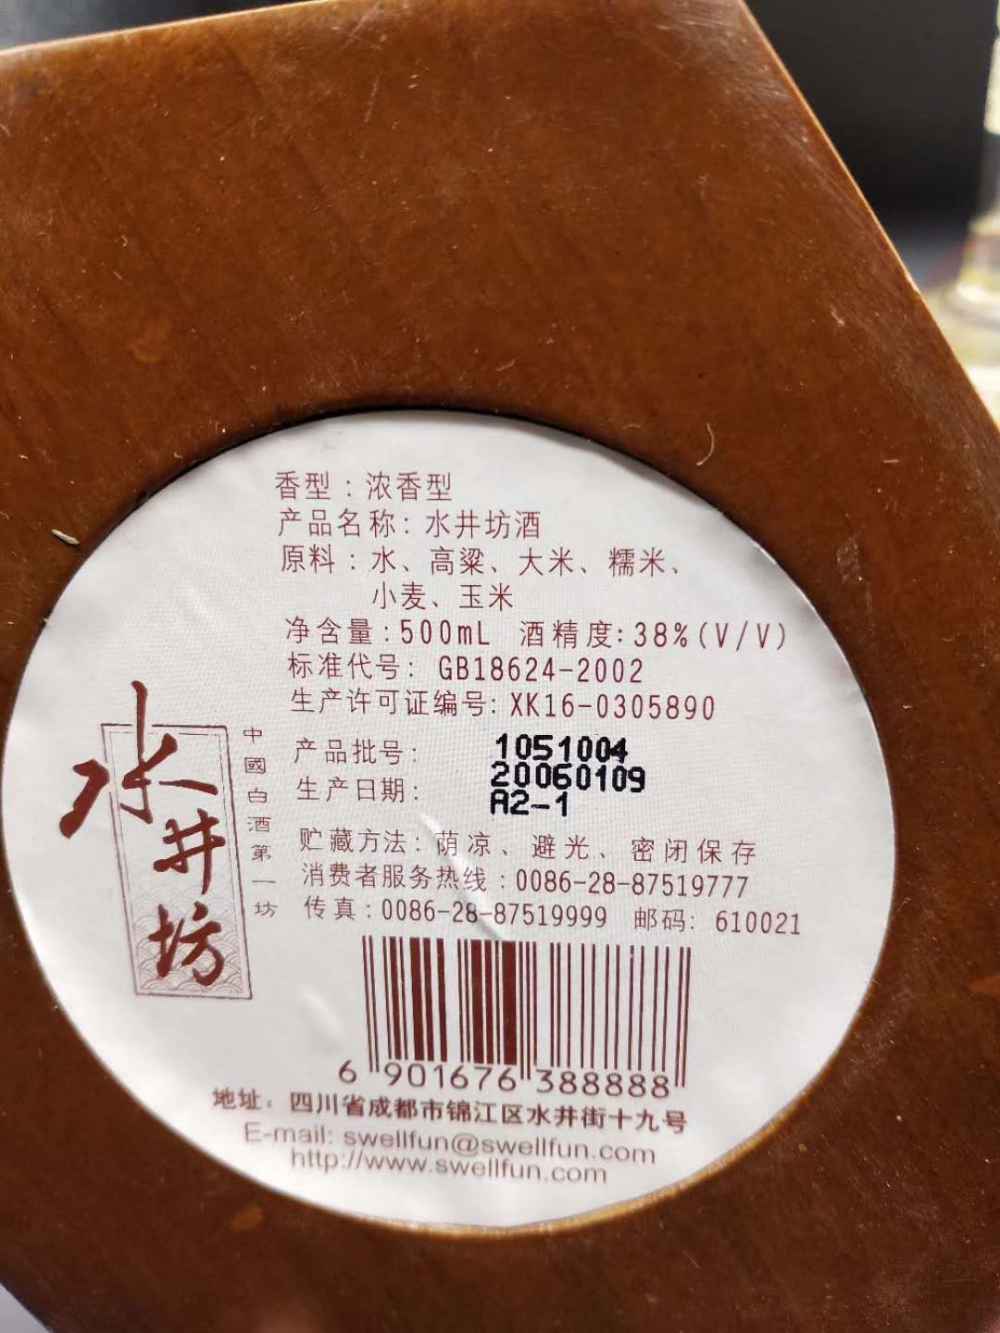 香型：浓香型
产品名称：水井坊酒
原料：水、高粱、大米、糯米、
小麦、玉米
净含量：500mL 酒精度：38%(V/V)
标准代号：GB18624-2002
生产许可证编号：XK16-0305890
产品批号： 1051004
生产日期： 20060109
A2-1
贮藏方法：荫凉、避光、密闭保存
消费者服务热线：0086-28-87519777
传真：0086-28-87519999 邮码：610021
水井坊
中國白酒第一坊
6 901676 388888
地址：四川省成都市锦江区水井街十九号
E-mail: swellfun@swellfun.com
http://www.swellfun.com